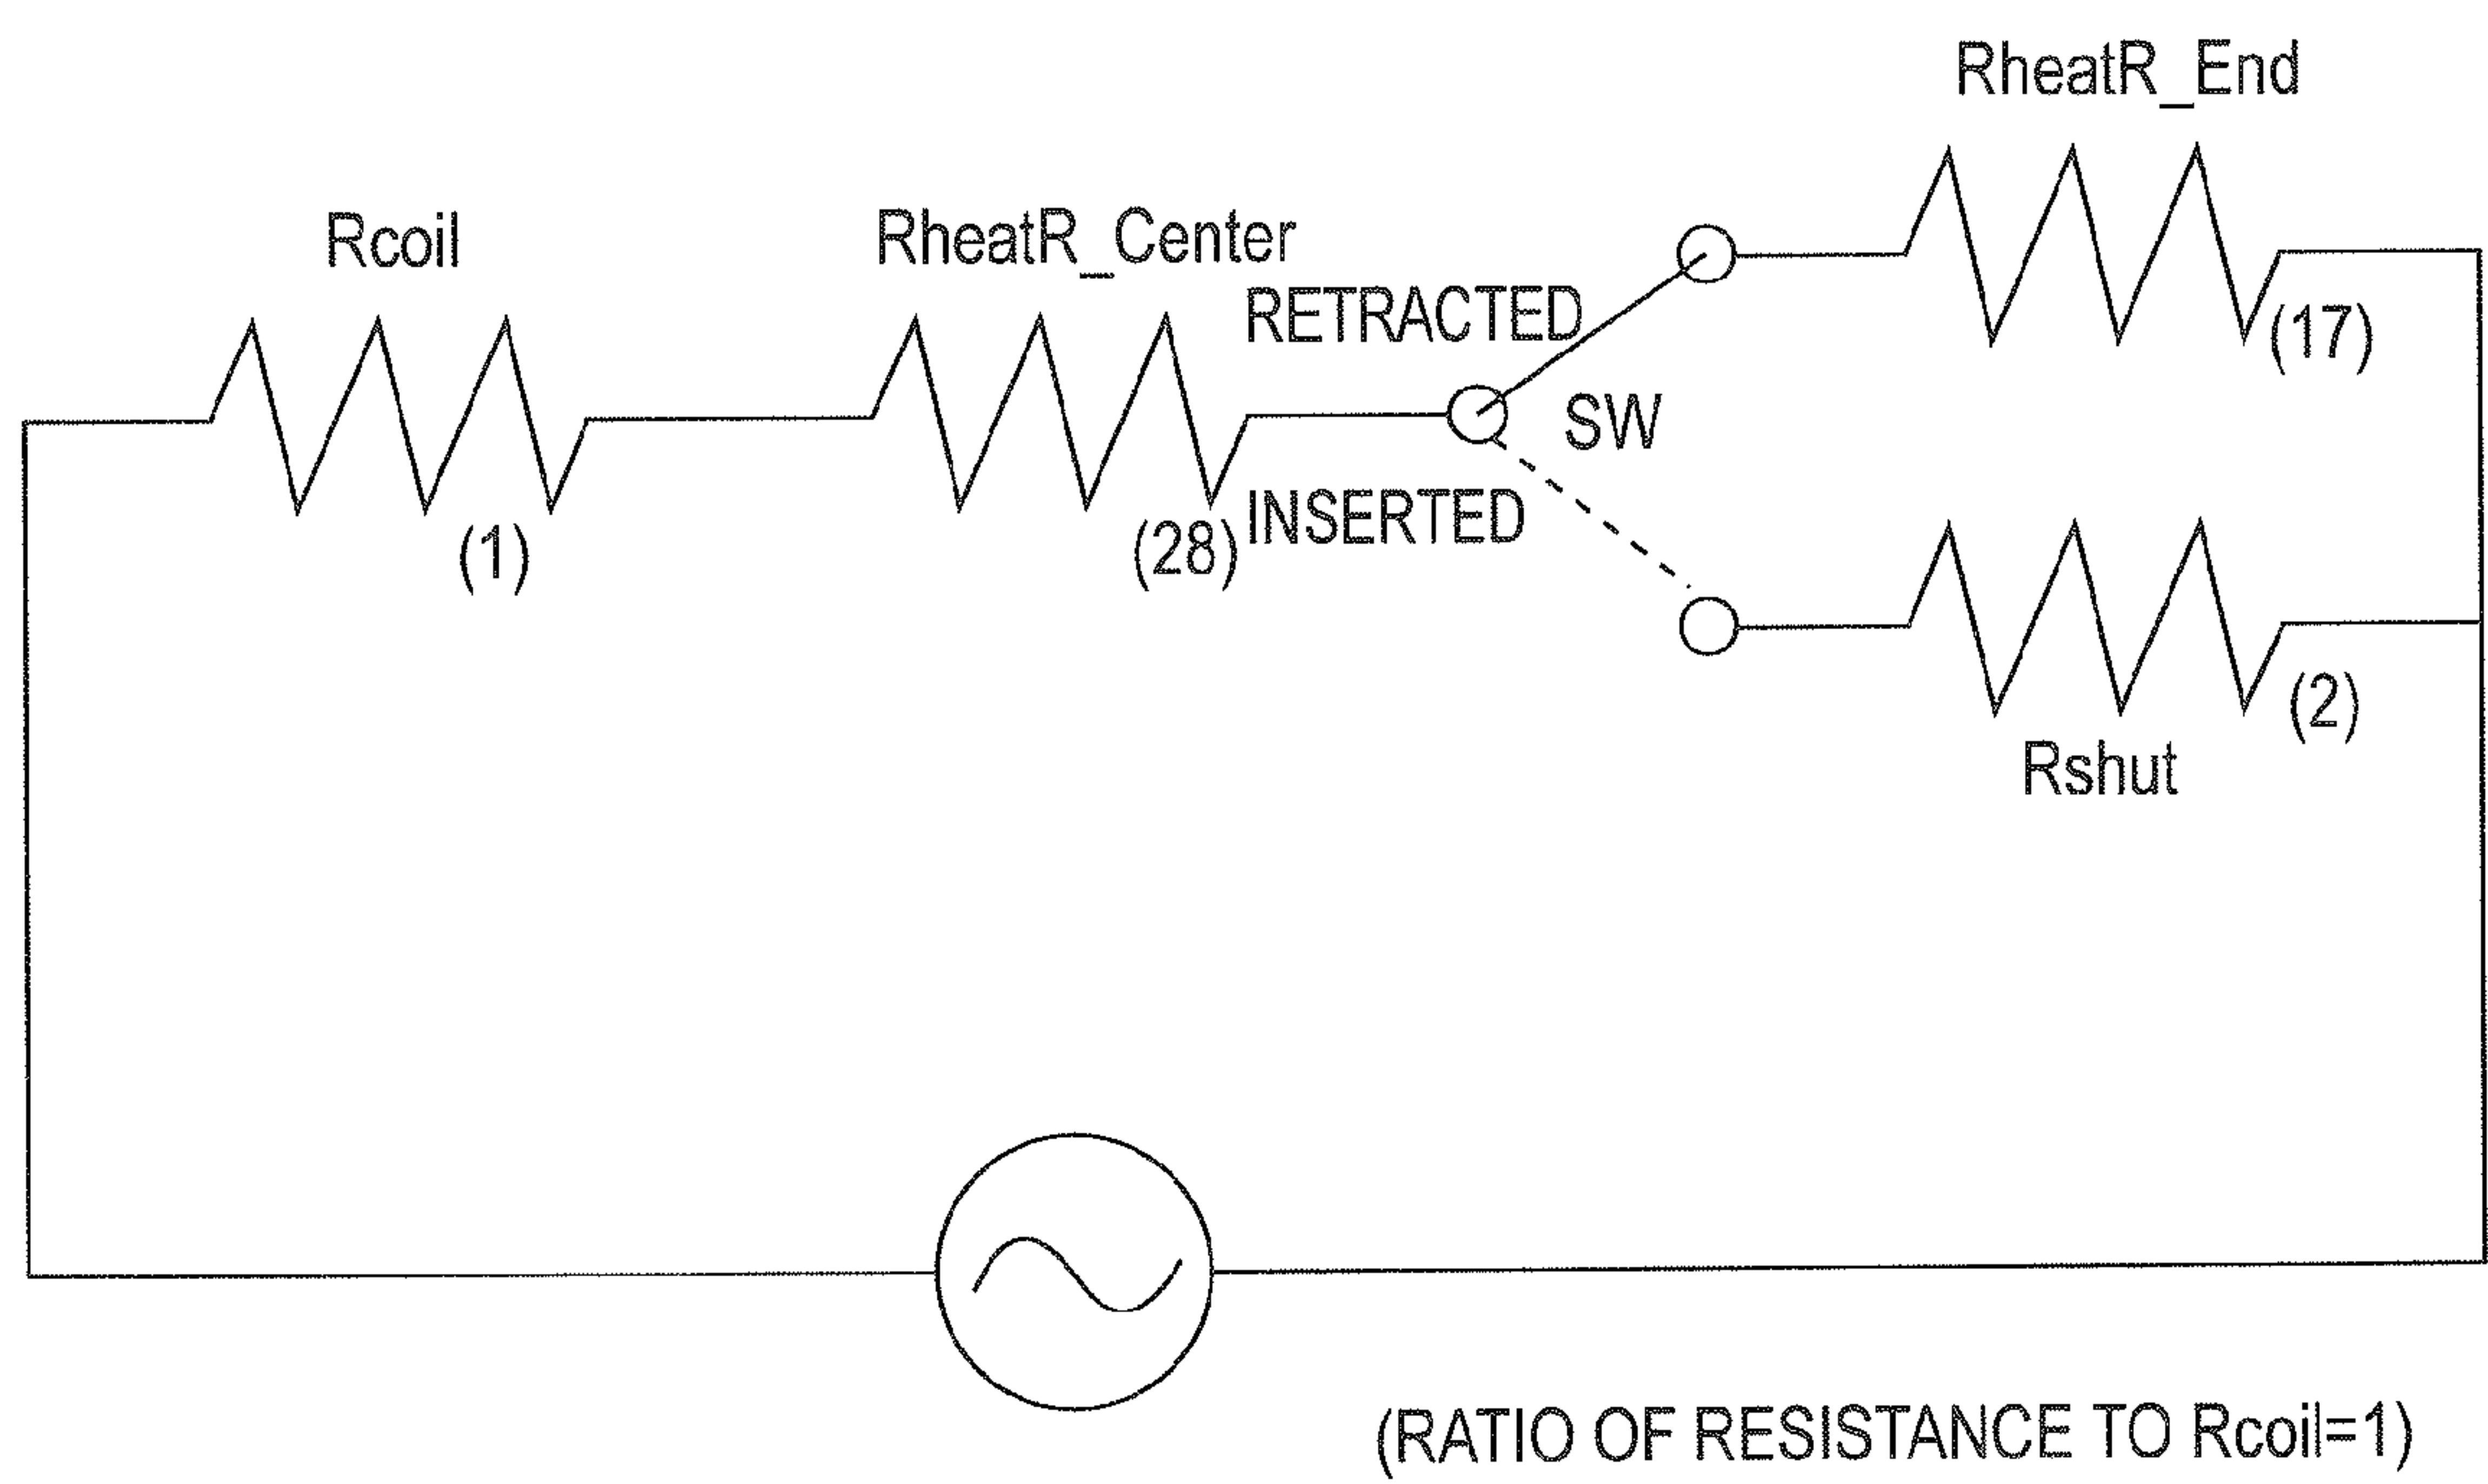 RheatR_End
Rcoil
RheatR_Center
RETRACTED
(17)
SW
INSERTED
(1)
(28)
(2)
Rshut
(RATIO OF RESISTANCE TO Rcoil=1)